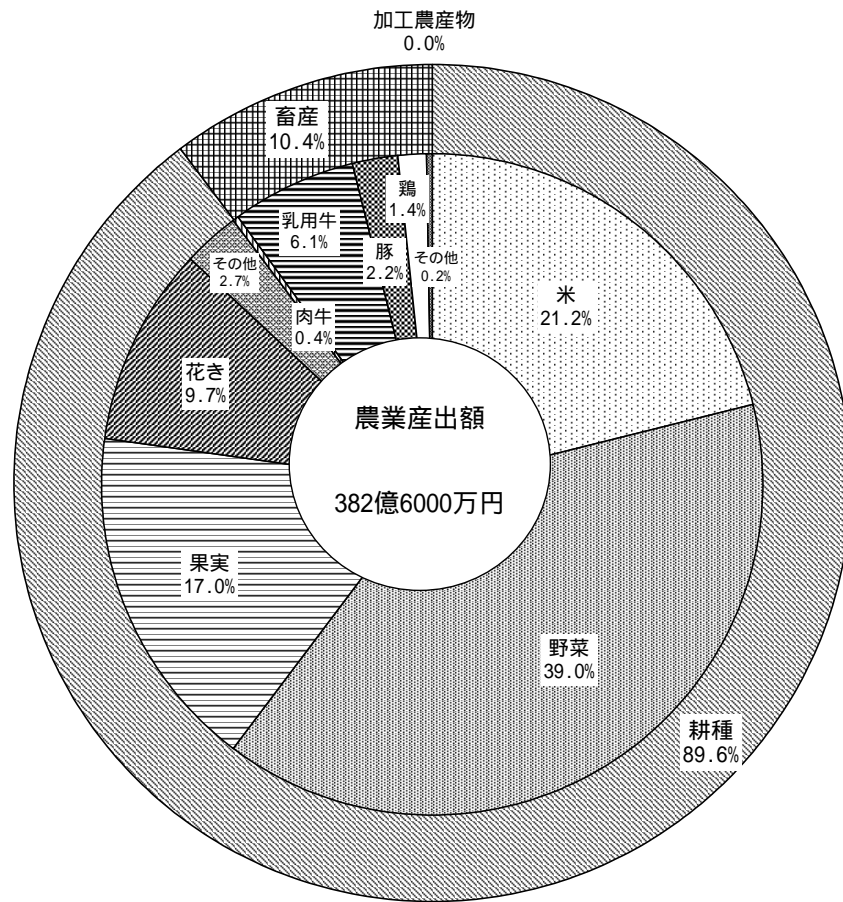 加工農産物
0.0%
畜産
10.4%
鶏
1.4%
乳用牛
6.1%
豚
2.2%
その他
0.2%
その他
2.7%
米
21.2%
肉牛
0.4%
花き
9.7%
農業産出額
382億6000万円
果実
17.0%
野菜
39.0%
耕種
89.6%